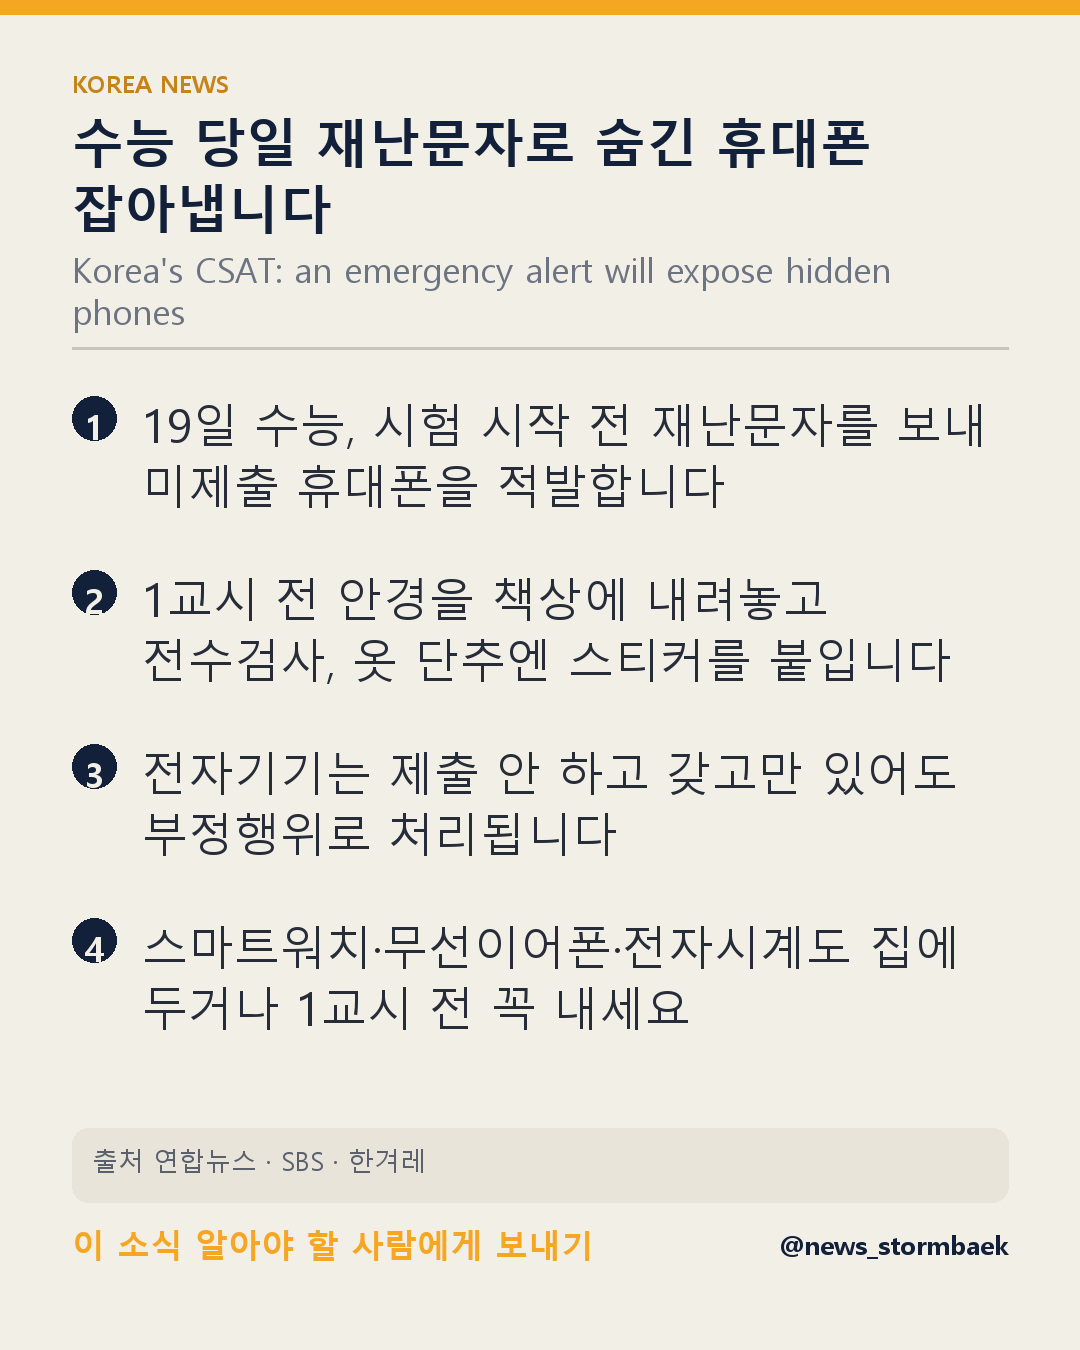 KOREA NEWS
수능 당일 재난문자로 숨긴 휴대폰
잡아냅니다
Korea's CSAT: an emergency alert will expose hidden
phones
1 19일 수능, 시험 시작 전 재난문자를 보내
미제출 휴대폰을 적발합니다
2 1교시 전 안경을 책상에 내려놓고
전수검사, 옷 단추엔 스티커를 붙입니다
3 전자기기는 제출 안 하고 갖고만 있어도
부정행위로 처리됩니다
4 스마트워치·무선이어폰·전자시계도 집에
두거나 1교시 전 꼭 내세요
출처 연합뉴스 · SBS · 한겨레
이 소식 알아야 할 사람에게 보내기
@news_stormbaek